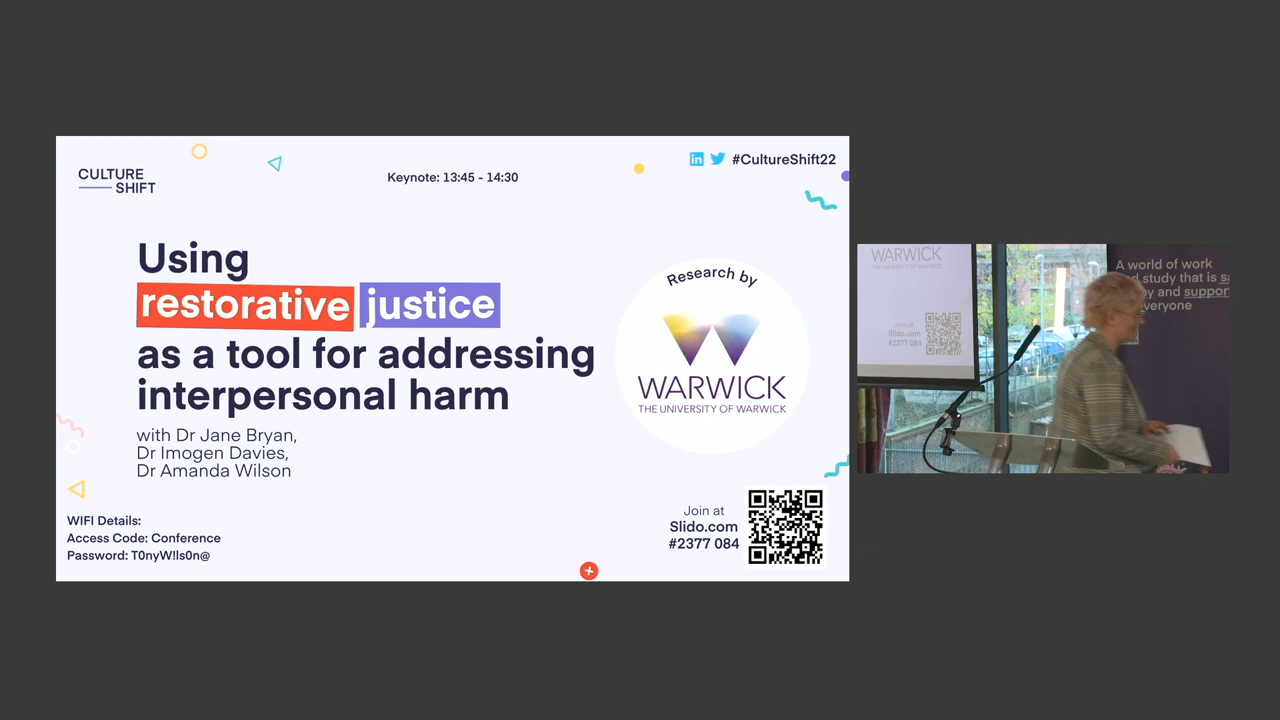 CULTURE
SHIFT
Keynote: 13:45 - 14:30
#CultureShift22
Using
restorative justice
as a tool for addressing
interpersonal harm
with Dr Jane Bryan,
Dr Imogen Davies,
Dr Amanda Wilson
Research by
WARWICK
THE UNIVERSITY OF WARWICK
WIFI Details:
Access Code: Conference
Password: T0nyW!ls0n@
Join at
Slido.com
#2377 084
WARWICK
THE UNIVERSITY OF WARWICK
Join at
Slido.com
#2377 084
A world of work
study that is
and suppor
everyone